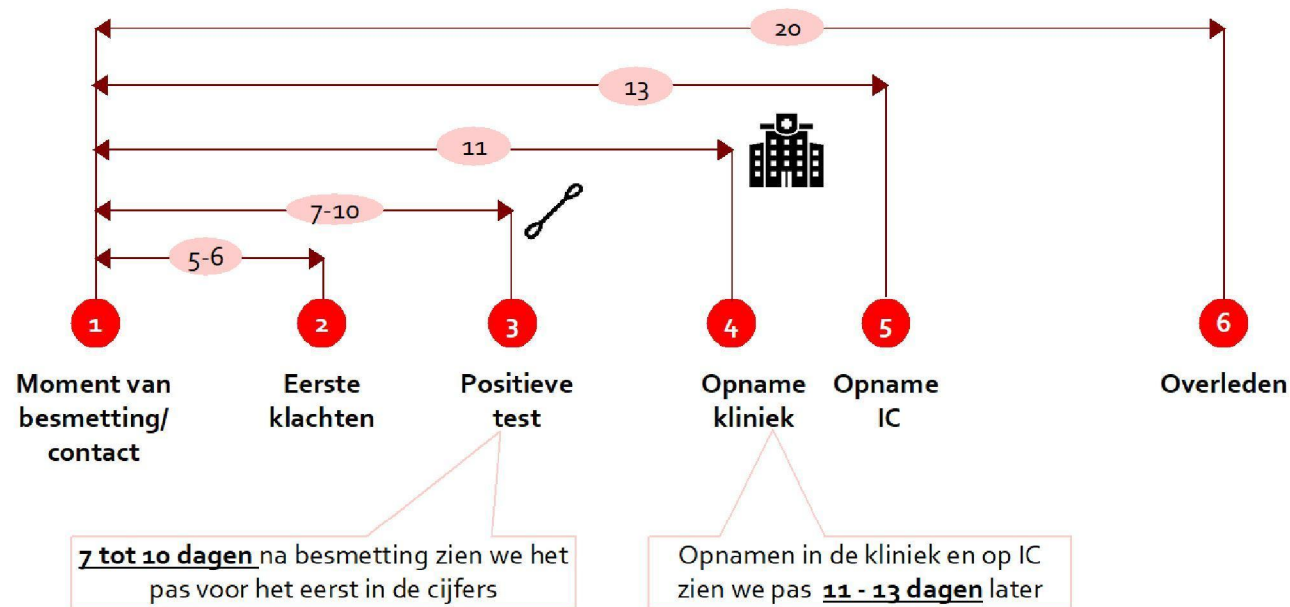 20
13
11
7-10
5-6
1
2
3
4
5
6
Moment van
besmetting/
contact
Eerste
klachten
Positieve
test
Opname
kliniek
Opname
IC
Overleden
7 tot 10 dagen na besmetting zien we het
pas voor het eerst in de cijfers
Opnamen in de kliniek en op IC
zien we pas 11 - 13 dagen later